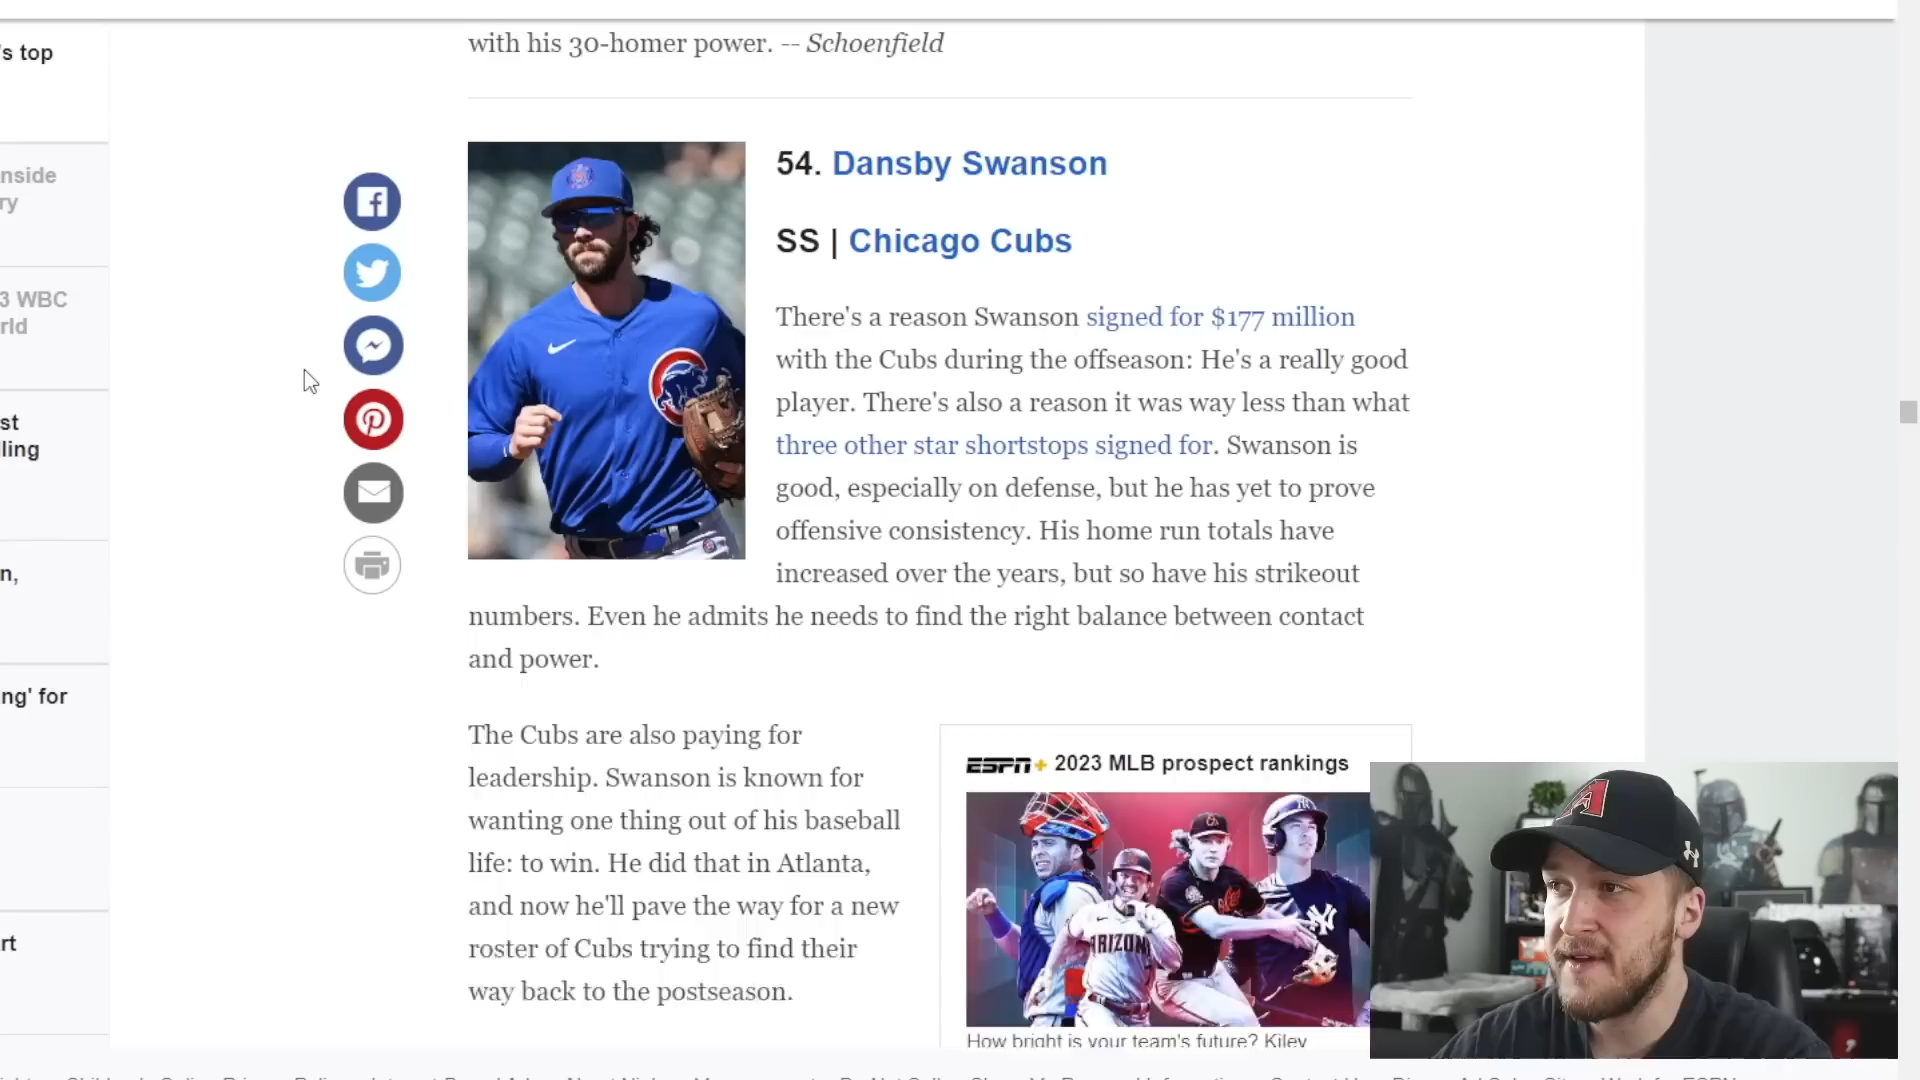 's top
with his 30-homer power. -- Schoenfield
nside
ry
3 WBC
rld
st
ling
n,
ng' for
rt
54. Dansby Swanson
SS | Chicago Cubs
There's a reason Swanson signed for $177 million
with the Cubs during the offseason: He's a really good
player. There's also a reason it was way less than what
three other star shortstops signed for. Swanson is
good, especially on defense, but he has yet to prove
offensive consistency. His home run totals have
increased over the years, but so have his strikeout
numbers. Even he admits he needs to find the right balance between contact
and power.
The Cubs are also paying for
leadership. Swanson is known for
wanting one thing out of his baseball
life: to win. He did that in Atlanta,
and now he'll pave the way for a new
roster of Cubs trying to find their
way back to the postseason.
ESPN+ 2023 MLB prospect rankings
ARIZON
How bright is your team's future? Kiley